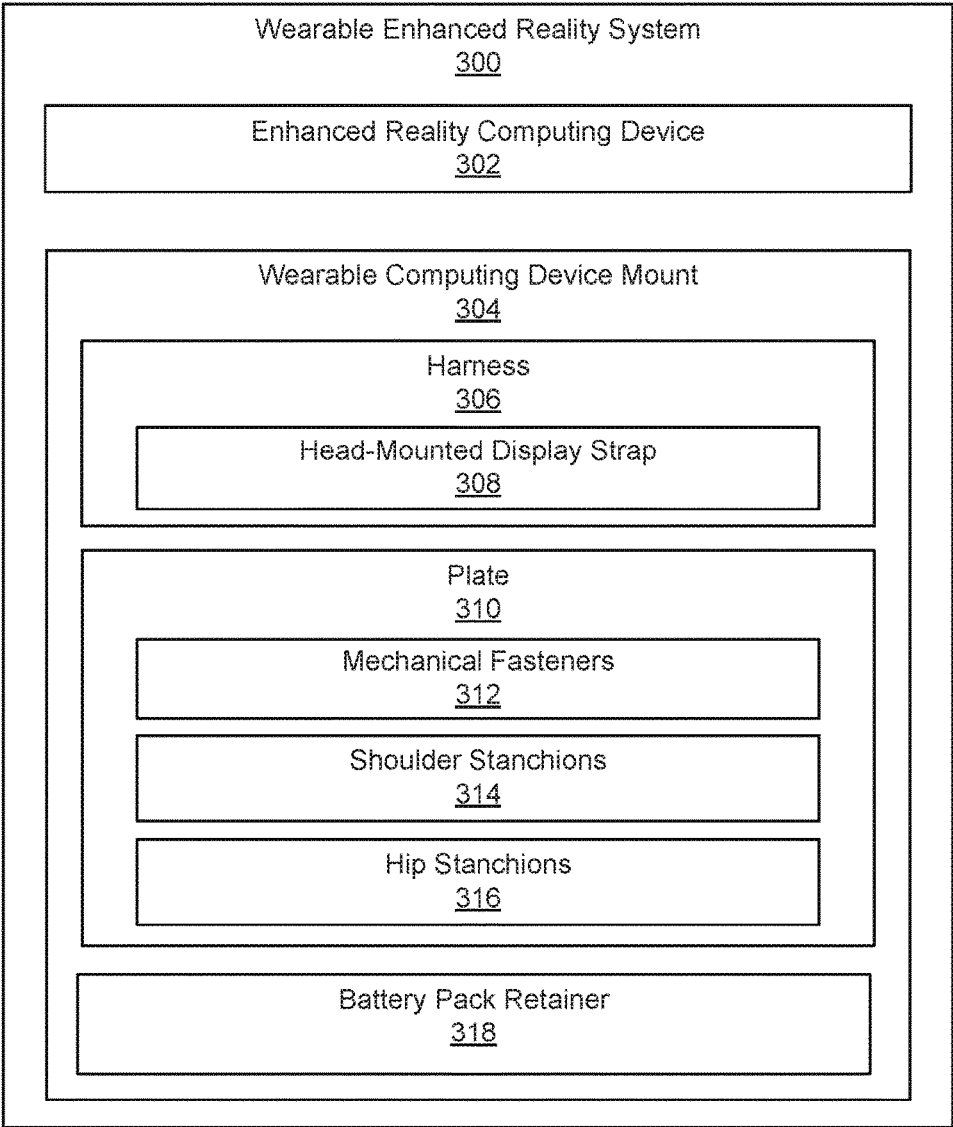 Wearable Enhanced Reality System
300
Enhanced Reality Computing Device
302
Wearable Computing Device Mount
304
Harness
306
Head-Mounted Display Strap
308
Plate
310
Mechanical Fasteners
312
Shoulder Stanchions
314
Hip Stanchions
316
Battery Pack Retainer
318